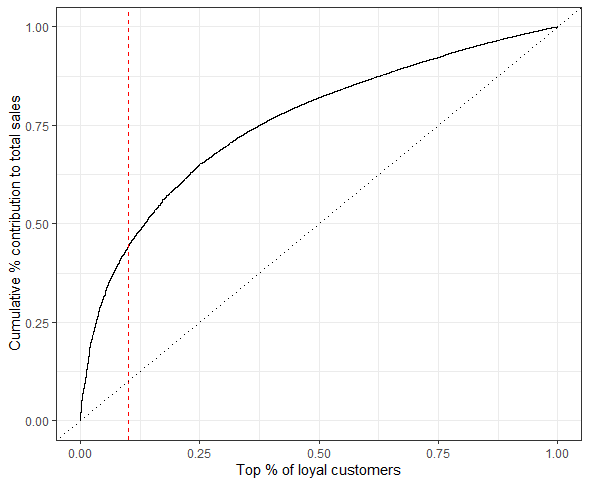 Cumulative % contribution to total sales
1.00
0.75
0.50
0.25
0.00
0.00 0.25 0.50 0.75 1.00
Top % of loyal customers